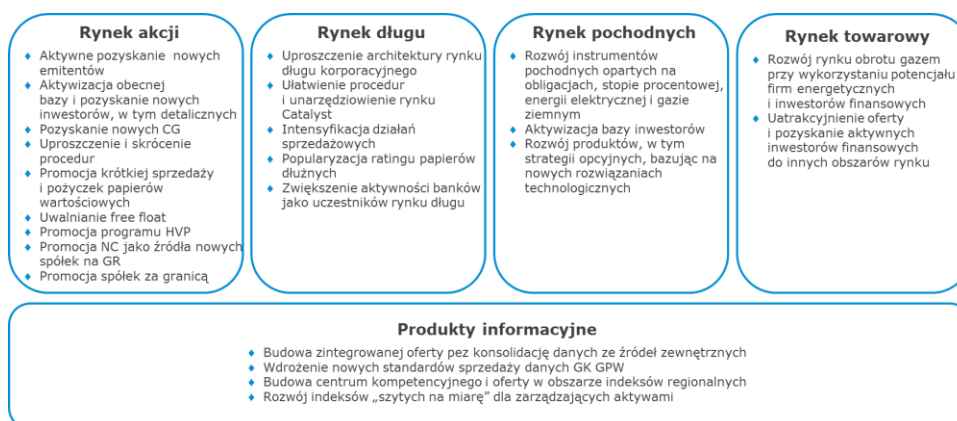 Rynek akcji
♦ Aktywne pozyskanie nowych
emitentów
♦ Aktywizacja obecnej
bazy i pozyskanie nowych
inwestorów, w tym detalicznych
♦ Pozyskanie nowych CG
♦ Uproszczenie i skrócenie
procedur
♦ Promocja krótkiej sprzedaży
i pożyczek papierów
wartościowych
♦ Uwalnianie free float
♦ Promocja programu HVP
♦ Promocja NC jako źródła nowych
spółek na GR
♦ Promocja spółek za granicą
Rynek długu
♦ Uproszczenie architektury rynku
długu korporacyjnego
♦ Ułatwienie procedur
i unarzędziowienie rynku
Catalyst
♦ Intensyfikacja działań
sprzedażowych
♦ Popularyzacja ratingu papierów
dłużnych
♦ Zwiększenie aktywności banków
jako uczestników rynku długu
Rynek pochodnych
♦ Rozwój instrumentów
pochodnych opartych na
obligacjach, stopie procentowej,
energii elektrycznej i gazie
ziemnym
♦ Aktywizacja bazy inwestorów
♦ Rozwój produktów, w tym
strategii opcyjnych, bazując na
nowych rozwiązaniach
technologicznych
Rynek towarowy
♦ Rozwój rynku obrotu gazem
przy wykorzystaniu potencjału
firm energetycznych
i inwestorów finansowych
♦ Uatrakcyjnienie oferty
i pozyskanie aktywnych
inwestorów finansowych
do innych obszarów rynku
Produkty informacyjne
♦ Budowa zintegrowanej oferty pez konsolidację danych ze źródeł zewnętrznych
♦ Wdrożenie nowych standardów sprzedaży danych GK GPW
♦ Budowa centrum kompetencyjnego i oferty w obszarze indeksów regionalnych
♦ Rozwój indeksów „szytych na miarę” dla zarządzających aktywami